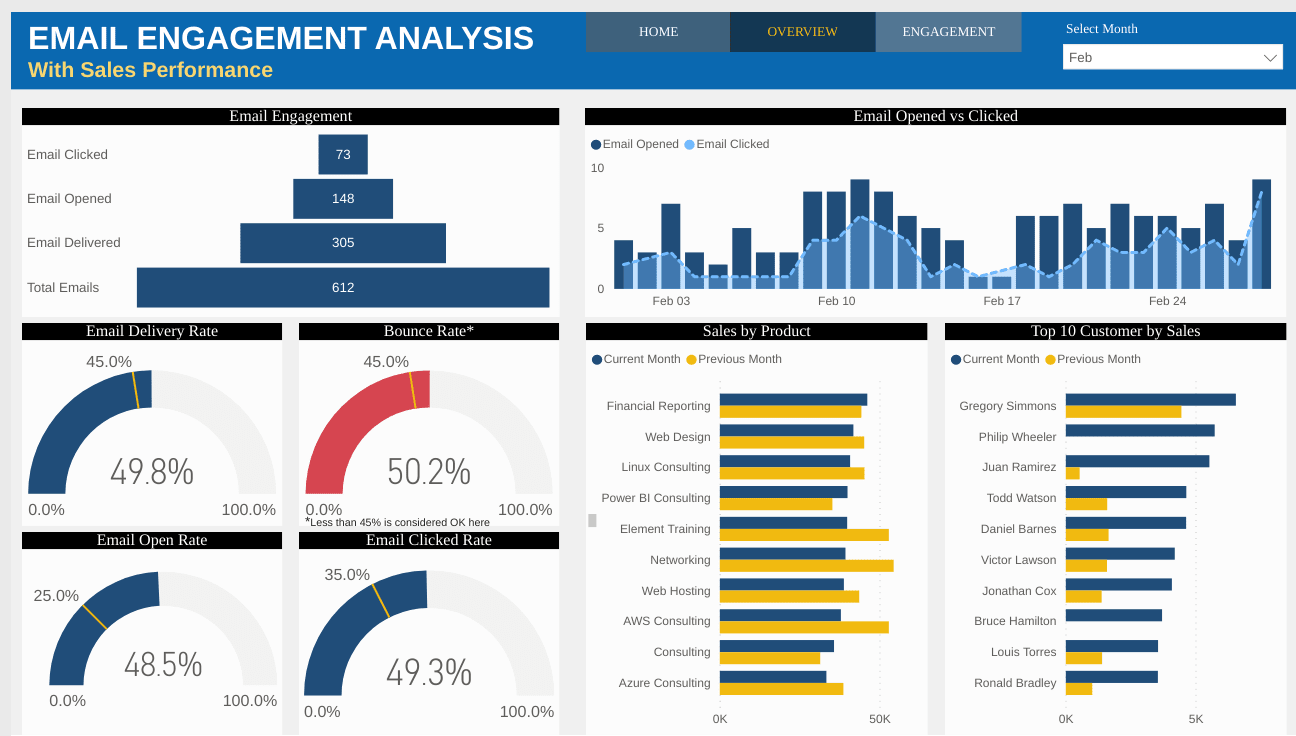 EMAIL ENGAGEMENT ANALYSIS
With Sales Performance
HOME
OVERVIEW
ENGAGEMENT
Select Month
Feb
Email Engagement
Email Clicked 73
Email Opened 148
Email Delivered 305
Total Emails 612
Email Opened vs Clicked
Email Opened Email Clicked
10
5
0
Feb 03 Feb 10 Feb 17 Feb 24
Email Delivery Rate
45.0%
49.8%
0.0% 100.0%
Bounce Rate*
45.0%
50.2%
0.0% 100.0%
*Less than 45% is considered OK here
Email Open Rate
25.0%
48.5%
0.0% 100.0%
Email Clicked Rate
35.0%
49.3%
0.0% 100.0%
Sales by Product
Current Month Previous Month
Financial Reporting
Web Design
Linux Consulting
Power BI Consulting
Element Training
Networking
Web Hosting
AWS Consulting
Consulting
Azure Consulting
0K 50K
Top 10 Customer by Sales
Current Month Previous Month
Gregory Simmons
Philip Wheeler
Juan Ramirez
Todd Watson
Daniel Barnes
Victor Lawson
Jonathan Cox
Bruce Hamilton
Louis Torres
Ronald Bradley
0K 5K